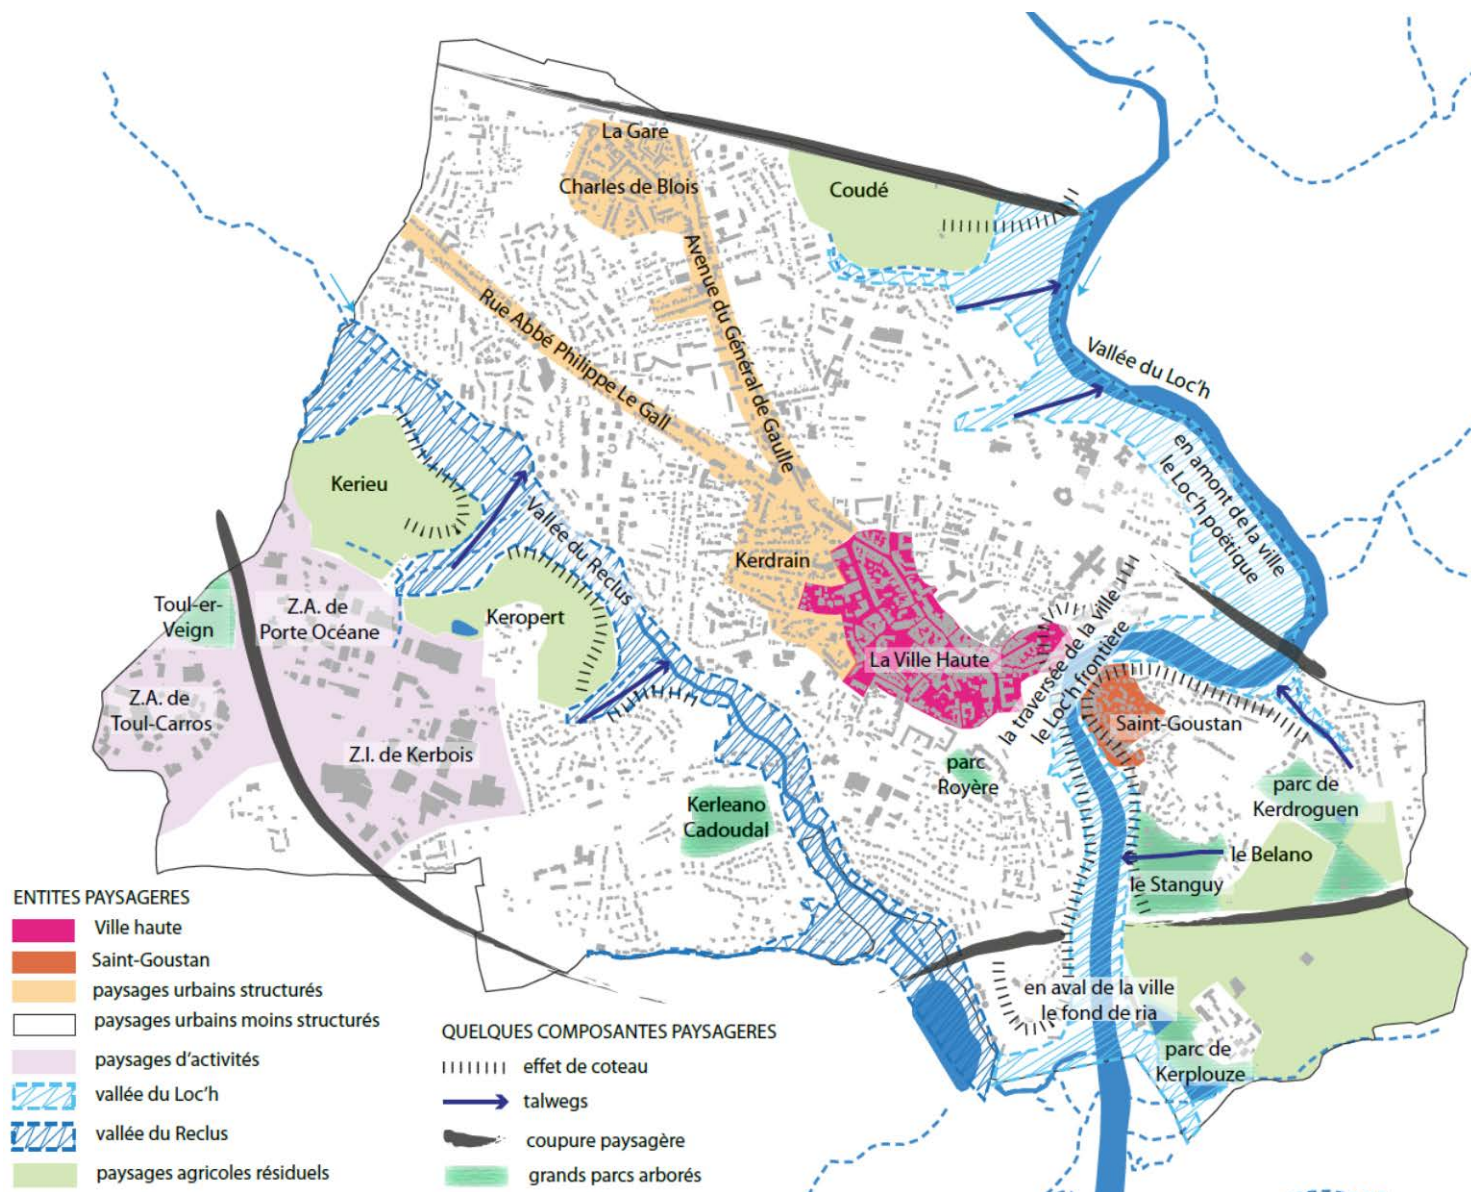 La Gare
Charles de Blois
Coudé
Avenue du Général de Gaulle
Rue Abbé Philippe Le Gall
Vallée du Loc'h
en amont de la ville
le Loc'h poëtique
Kerieu
Vallée du Reclus
Kerdrain
Toul-er-
Veign
Z.A. de
Porte Océane
Keropert
La Ville Haute
la traversée de la ville
le Loc'h frontière
Z.A. de
Toul-Carros
Saint-Goustan
Z.I. de Kerbois
parc
Royère
parc de
Kerdroguen
Kerleano
Cadoudal
le Belano
le Stanguy
en aval de la ville
le fond de ria
parc de
Kerplouze
ENTITES PAYSAGERES
Ville haute
Saint-Goustan
paysages urbains structurés
paysages urbains moins structurés
paysages d'activités
vallée du Loc'h
vallée du Reclus
paysages agricoles résiduels
QUELQUES COMPOSANTES PAYSAGERES
effet de coteau
talwegs
coupure paysagère
grands parcs arborés